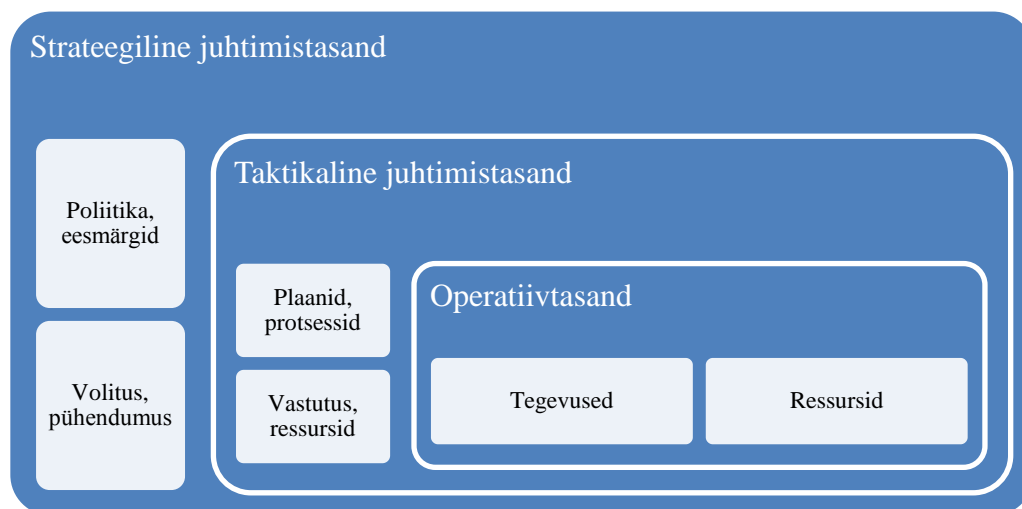 Strateegiline juhtimistasand
Poliitika,
eesmärgid
Volitus,
pühendumus
Taktikaline juhtimistasand
Plaanid,
protsessid
Vastutus,
ressursid
Operatiivtasand
Tegevused
Ressursid